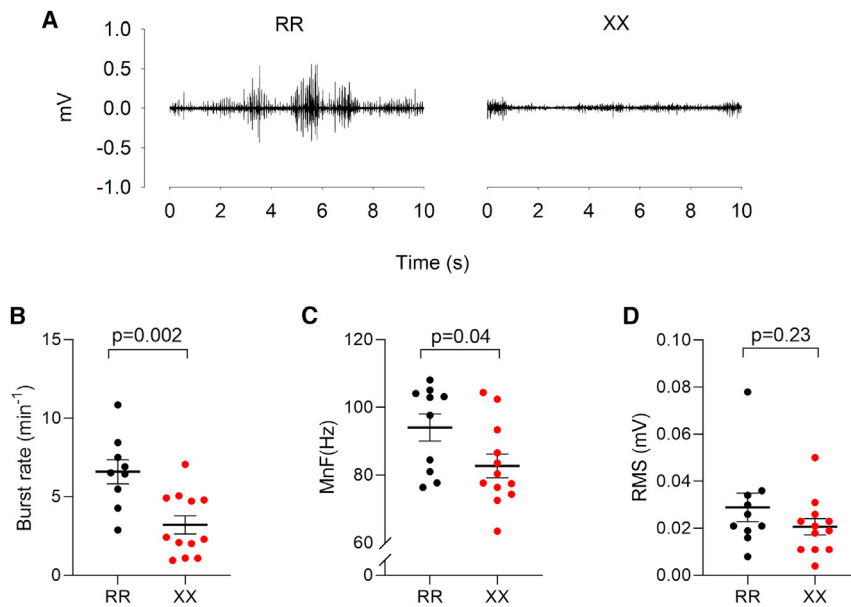 A
RR
XX
1.0
0.5
0.0
-0.5
-1.0
mV
0 2 4 6 8 10
0 2 4 6 8 10
Time (s)
B
p=0.002
15
10
5
0
Burst rate (min-1)
RR XX
C
p=0.04
120
100
80
60
0
MnF(Hz)
RR XX
D
p=0.23
0.10
0.08
0.06
0.04
0.02
0.00
RMS (mV)
RR XX